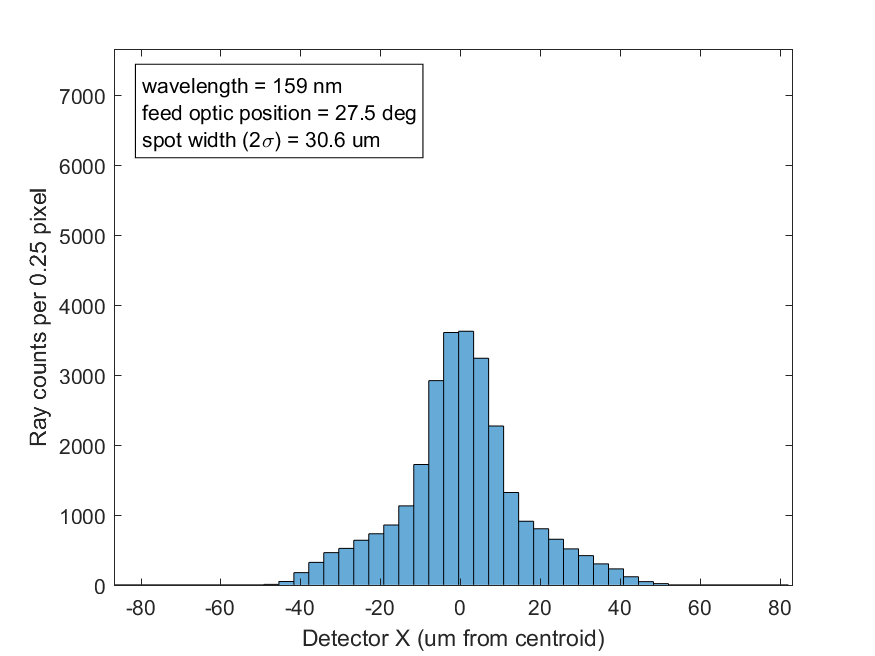 wavelength = 159 nm
feed optic position = 27.5 deg
spot width (2σ) = 30.6 um
7000
6000
5000
4000
3000
2000
1000
0
Ray counts per 0.25 pixel
-80 -60 -40 -20 0 20 40 60 80
Detector X (um from centroid)